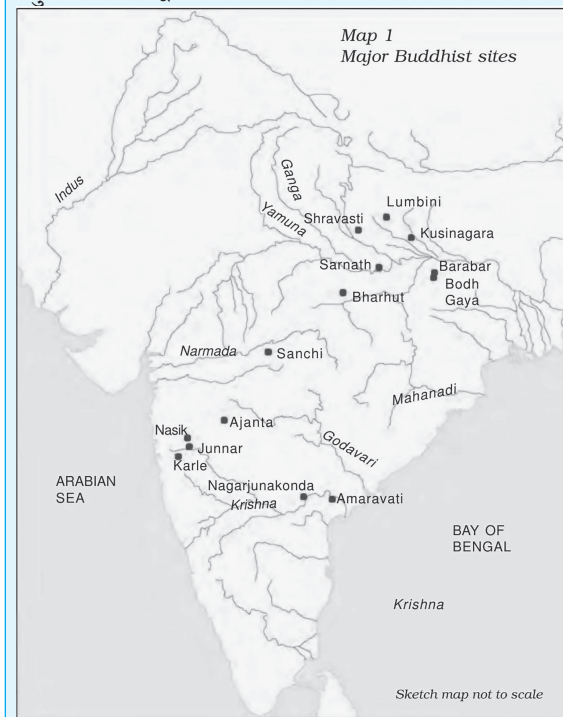 Map 1
Major Buddhist sites
Indus
Ganga
Yamuna
Lumbini
Shravasti
Kusinagara
Sarnath
Barabar
Bodh
Gaya
Bharhut
Narmada
Sanchi
Mahanadi
Ajanta
Nasik
Junnar
Karle
Godavari
Nagarjunakonda
Krishna
Amaravati
ARABIAN
SEA
BAY OF
BENGAL
Krishna
Sketch map not to scale